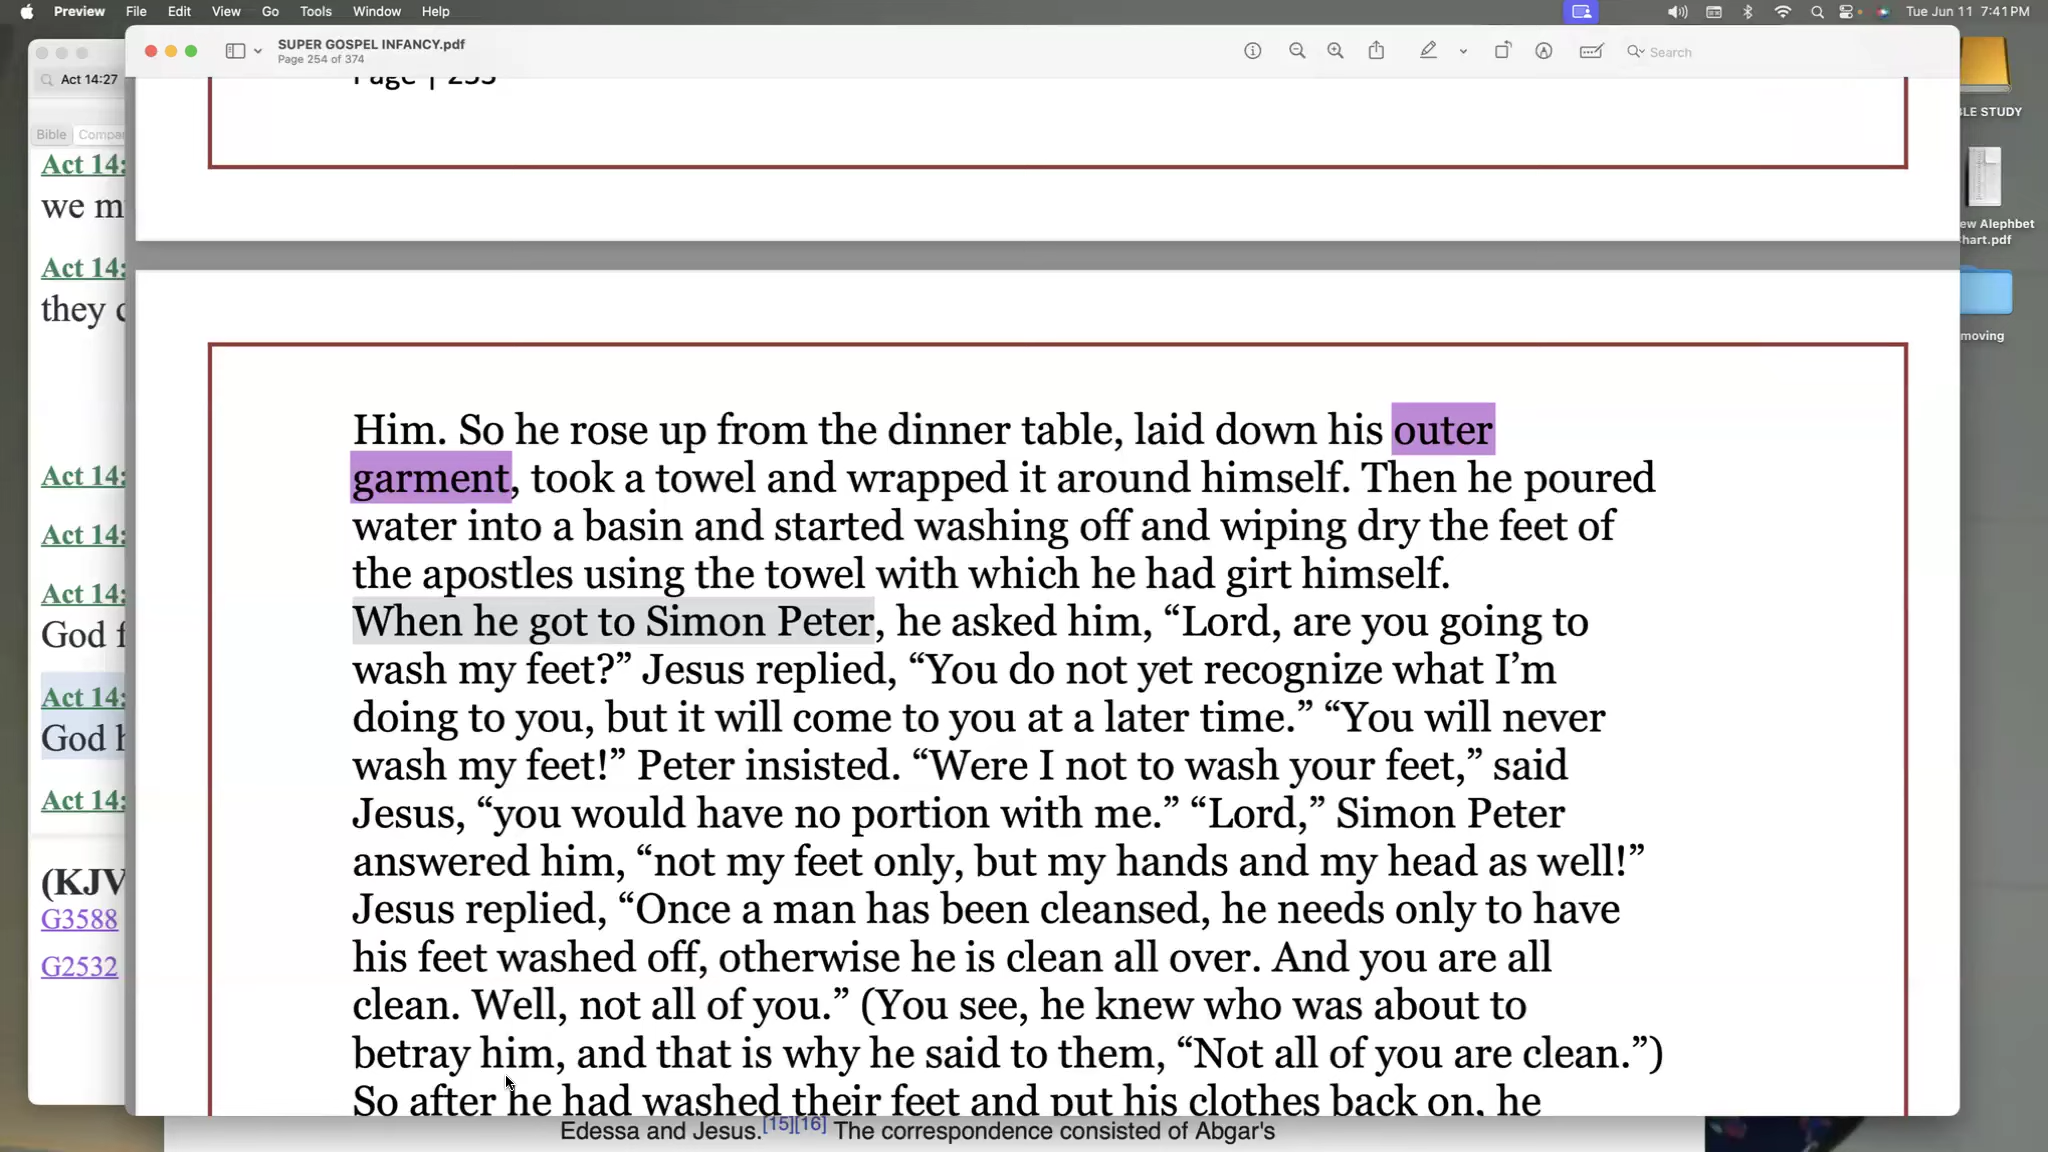 Preview File Edit View Go Tools Window Help
Tue Jun 11 7:41 PM
SUPER GOSPEL INFANCY.pdf
Page 254 of 374
Search
Act 14:27
Bible
Act 14:
we m
Act 14:
they
Act 14:
Act 14:
Act 14:
God f
Act 14:
God h
Act 14:
(KJV
G3588
G2532
Page | 253
Him. So he rose up from the dinner table, laid down his outer
garment, took a towel and wrapped it around himself. Then he poured
water into a basin and started washing off and wiping dry the feet of
the apostles using the towel with which he had girt himself.
When he got to Simon Peter, he asked him, “Lord, are you going to
wash my feet?” Jesus replied, “You do not yet recognize what I’m
doing to you, but it will come to you at a later time.” “You will never
wash my feet!” Peter insisted. “Were I not to wash your feet,” said
Jesus, “you would have no portion with me.” “Lord,” Simon Peter
answered him, “not my feet only, but my hands and my head as well!”
Jesus replied, “Once a man has been cleansed, he needs only to have
his feet washed off, otherwise he is clean all over. And you are all
clean. Well, not all of you.” (You see, he knew who was about to
betray him, and that is why he said to them, “Not all of you are clean.”)
So after he had washed their feet and put his clothes back on, he
Edessa and Jesus.[15][16] The correspondence consisted of Abgar's
LE STUDY
ew Alephbet
hart.pdf
moving